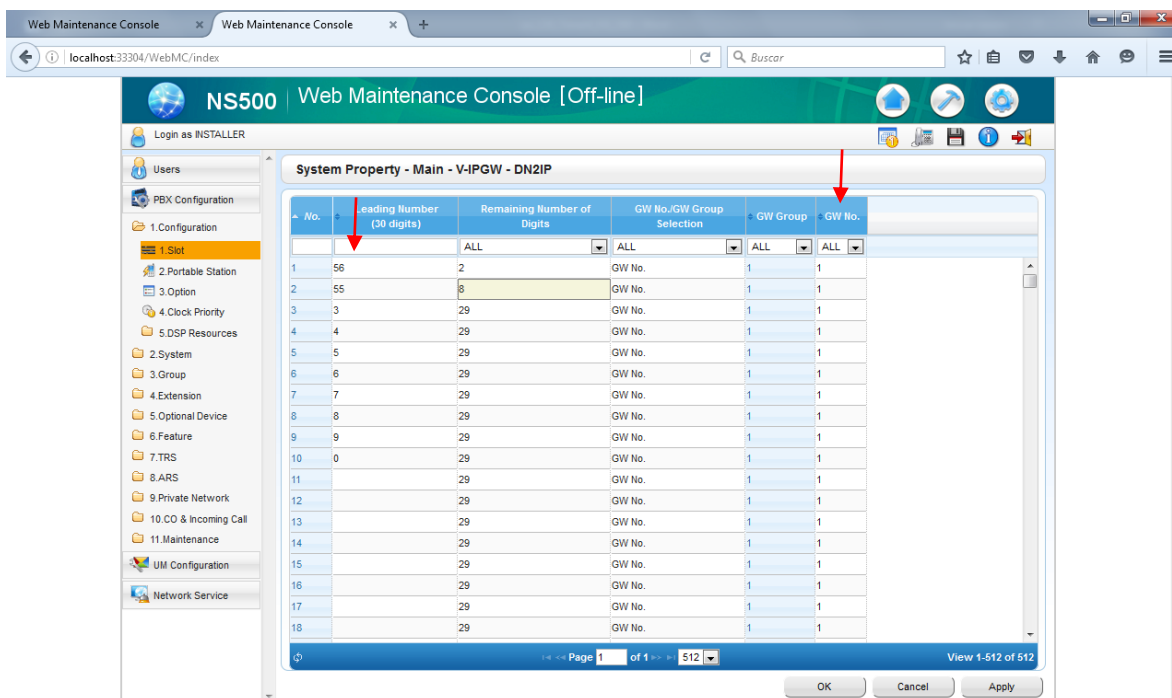 Web Maintenance Console × Web Maintenance Console × +
localhost:33304/WebMC/index Buscar
NS500 Web Maintenance Console [Off-line]
Login as INSTALLER
Users
PBX Configuration
1.Configuration
1.Slot
2.Portable Station
3.Option
4.Clock Priority
5.DSP Resources
2.System
3.Group
4.Extension
5.Optional Device
6.Feature
7.TRS
8.ARS
9.Private Network
10.CO & Incoming Call
11.Maintenance
UM Configuration
Network Service
System Property - Main - V-IPGW - DN2IP
No. Leading Number (30 digits) Remaining Number of Digits GW No./GW Group Selection GW Group GW No.
ALL ALL ALL ALL
1 56 2 GW No. 1 1
2 55 8 GW No. 1 1
3 3 29 GW No. 1 1
4 4 29 GW No. 1 1
5 5 29 GW No. 1 1
6 6 29 GW No. 1 1
7 7 29 GW No. 1 1
8 8 29 GW No. 1 1
9 9 29 GW No. 1 1
10 0 29 GW No. 1 1
11 29 GW No. 1 1
12 29 GW No. 1 1
13 29 GW No. 1 1
14 29 GW No. 1 1
15 29 GW No. 1 1
16 29 GW No. 1 1
17 29 GW No. 1 1
18 29 GW No. 1 1
Page 1 of 1 512 View 1-512 of 512
OK Cancel Apply